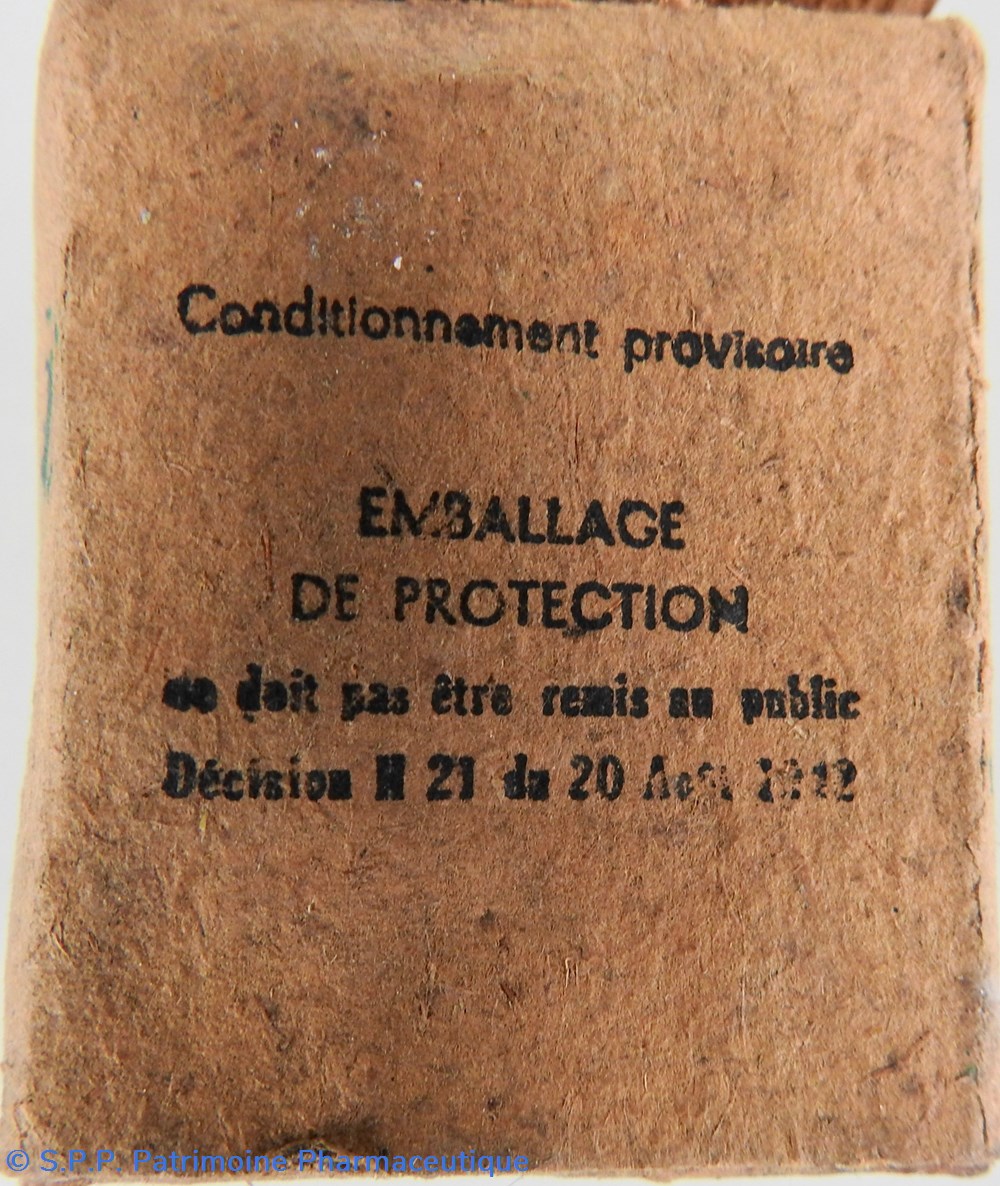 Conditionnement provisoire
EMBALLAGE
DE PROTECTION
ne doit pas être remis au public
Décision N 21 du 20 Août 1942
© S.P.P. Patrimoine Pharmaceutique